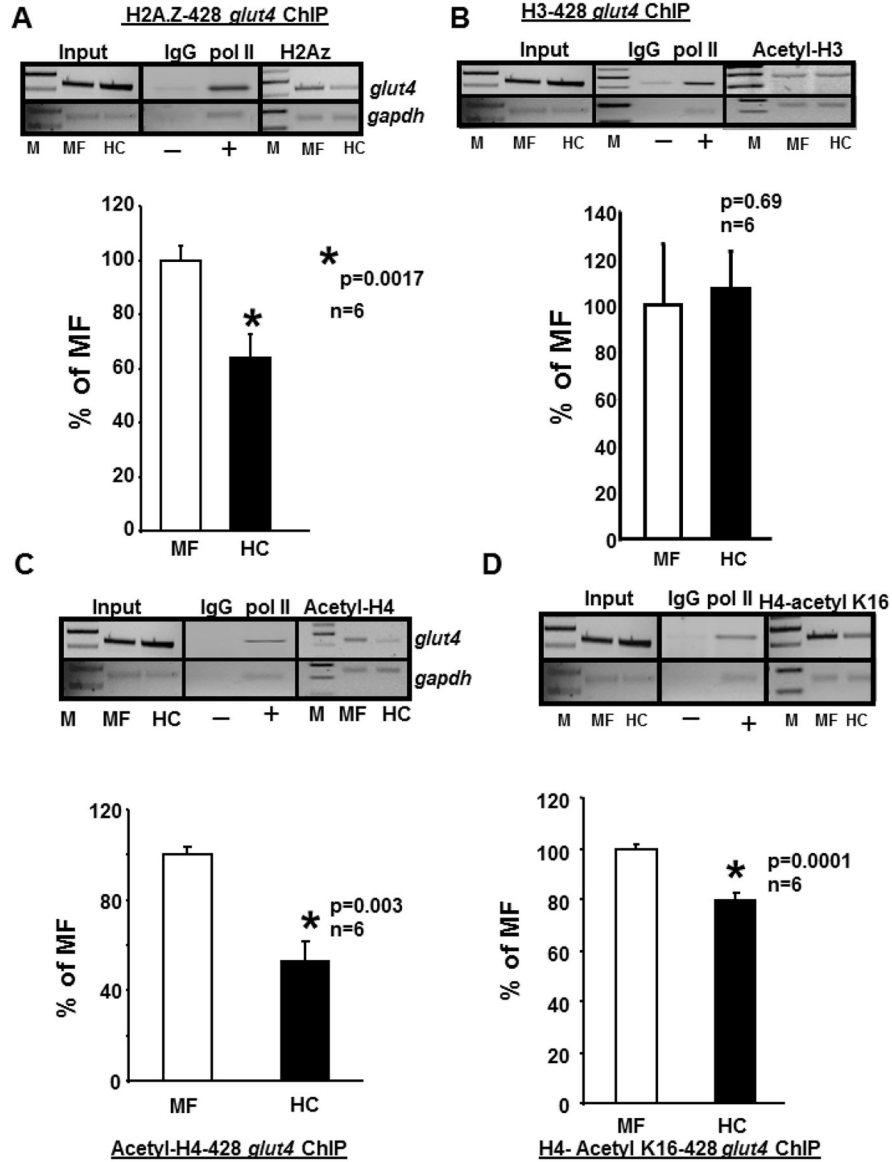 A
H2A.Z-428 glut4 ChIP
Input IgG pol II H2Az
glut4
gapdh
M MF HC − + M MF HC
120
100
80
60
40
20
0
% of MF
*
*
p=0.0017
n=6
MF HC
B
H3-428 glut4 ChIP
Input IgG pol II Acetyl-H3
M MF HC M − + M MF HC
140
120
100
80
60
40
20
0
% of MF
p=0.69
n=6
MF HC
C
Input IgG pol II Acetyl-H4
glut4
gapdh
M MF HC − + M MF HC
120
80
40
0
% of MF
*
p=0.003
n=6
MF HC
Acetyl-H4-428 glut4 ChIP
D
Input IgG pol II H4-acetyl K16
M MF HC − + M MF HC
120
100
80
60
40
20
0
% of MF
*
p=0.0001
n=6
MF HC
H4- Acetyl K16-428 glut4 ChIP